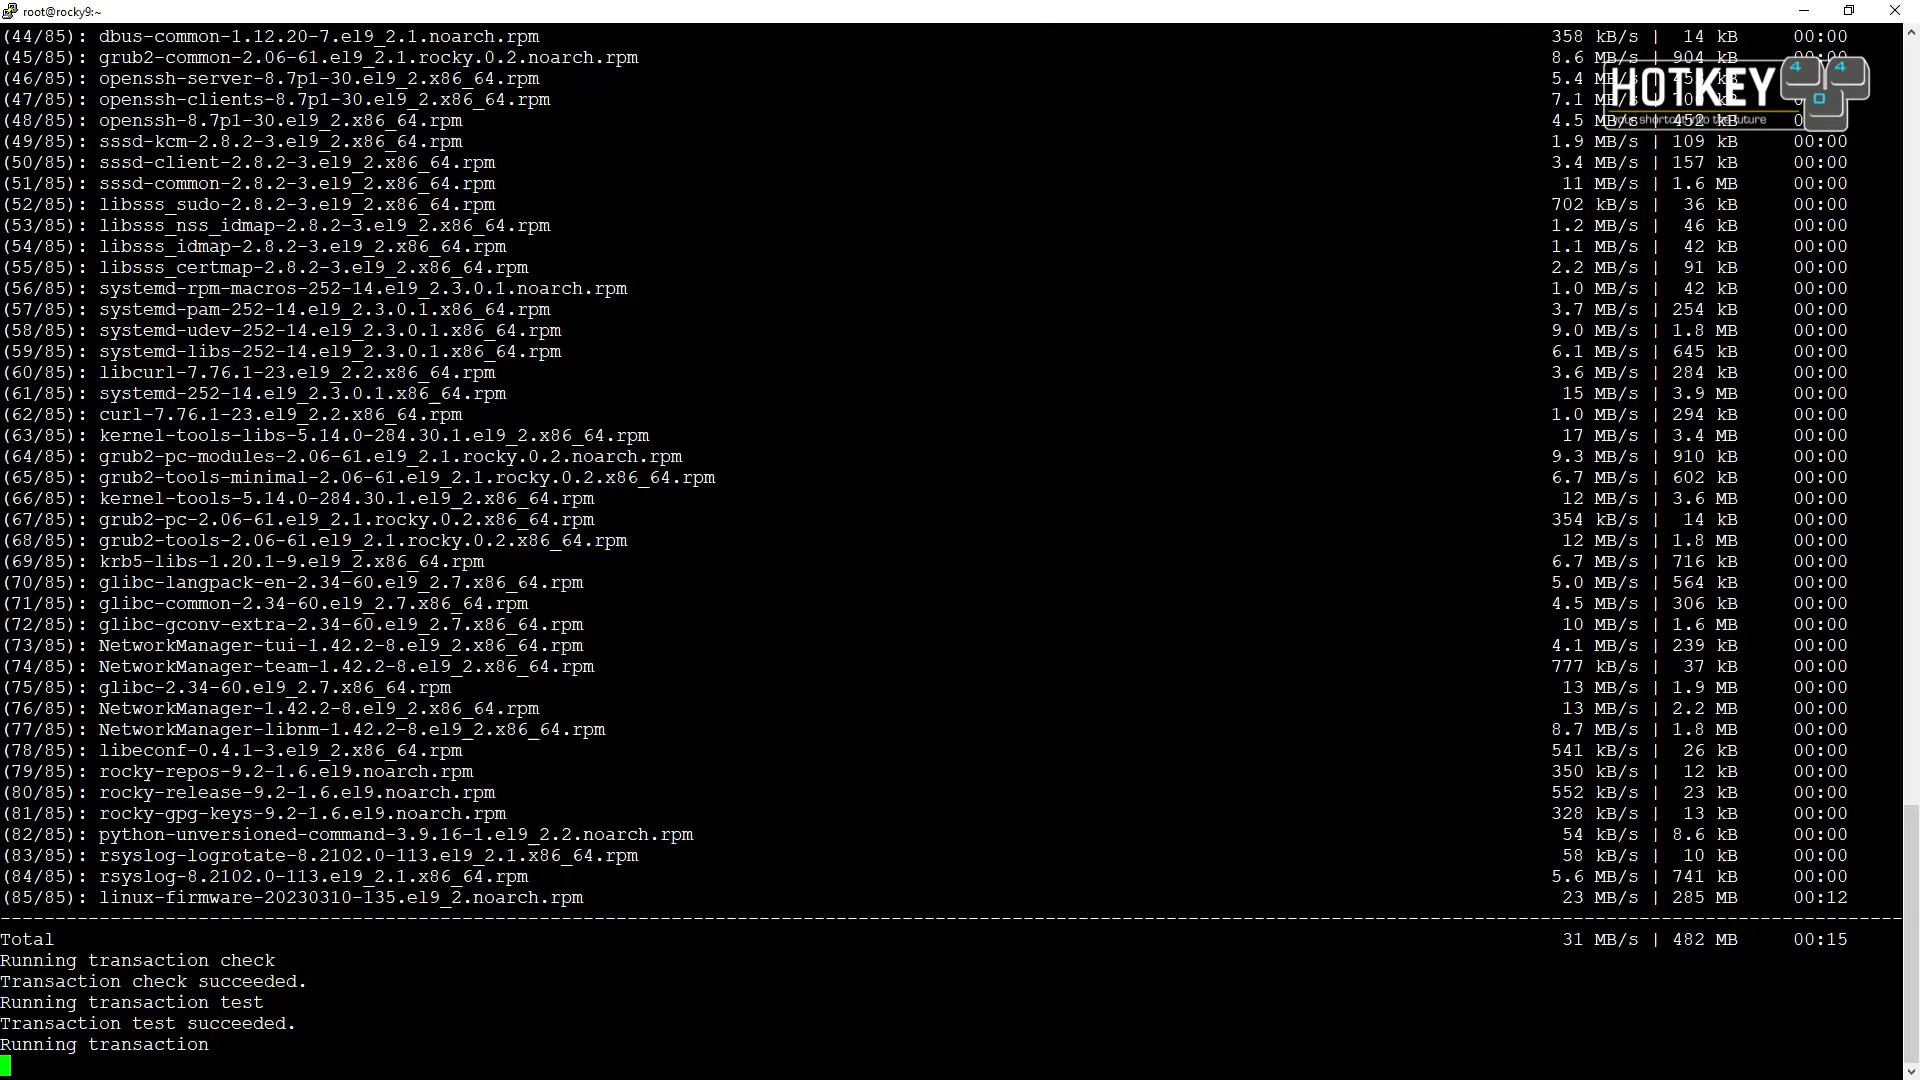 root@rocky9:~
(44/85): dbus-common-1.12.20-7.el9_2.1.noarch.rpm 358 kB/s | 14 kB 00:00
(45/85): grub2-common-2.06-61.el9_2.1.rocky.0.2.noarch.rpm 8.6 MB/s | 904 kB 00:00
(46/85): openssh-server-8.7p1-30.el9_2.x86_64.rpm 5.4
(47/85): openssh-clients-8.7p1-30.el9_2.x86_64.rpm 7.1
(48/85): openssh-8.7p1-30.el9_2.x86_64.rpm 4.5 MB/s | 452 kB
HOTKEY
4 4
your shortcut into the future
(49/85): sssd-kcm-2.8.2-3.el9_2.x86_64.rpm 1.9 MB/s | 109 kB 00:00
(50/85): sssd-client-2.8.2-3.el9_2.x86_64.rpm 3.4 MB/s | 157 kB 00:00
(51/85): sssd-common-2.8.2-3.el9_2.x86_64.rpm 11 MB/s | 1.6 MB 00:00
(52/85): libsss_sudo-2.8.2-3.el9_2.x86_64.rpm 702 kB/s | 36 kB 00:00
(53/85): libsss_nss_idmap-2.8.2-3.el9_2.x86_64.rpm 1.2 MB/s | 46 kB 00:00
(54/85): libsss_idmap-2.8.2-3.el9_2.x86_64.rpm 1.1 MB/s | 42 kB 00:00
(55/85): libsss_certmap-2.8.2-3.el9_2.x86_64.rpm 2.2 MB/s | 91 kB 00:00
(56/85): systemd-rpm-macros-252-14.el9_2.3.0.1.noarch.rpm 1.0 MB/s | 42 kB 00:00
(57/85): systemd-pam-252-14.el9_2.3.0.1.x86_64.rpm 3.7 MB/s | 254 kB 00:00
(58/85): systemd-udev-252-14.el9_2.3.0.1.x86_64.rpm 9.0 MB/s | 1.8 MB 00:00
(59/85): systemd-libs-252-14.el9_2.3.0.1.x86_64.rpm 6.1 MB/s | 645 kB 00:00
(60/85): libcurl-7.76.1-23.el9_2.2.x86_64.rpm 3.6 MB/s | 284 kB 00:00
(61/85): systemd-252-14.el9_2.3.0.1.x86_64.rpm 15 MB/s | 3.9 MB 00:00
(62/85): curl-7.76.1-23.el9_2.2.x86_64.rpm 1.0 MB/s | 294 kB 00:00
(63/85): kernel-tools-libs-5.14.0-284.30.1.el9_2.x86_64.rpm 17 MB/s | 3.4 MB 00:00
(64/85): grub2-pc-modules-2.06-61.el9_2.1.rocky.0.2.noarch.rpm 9.3 MB/s | 910 kB 00:00
(65/85): grub2-tools-minimal-2.06-61.el9_2.1.rocky.0.2.x86_64.rpm 6.7 MB/s | 602 kB 00:00
(66/85): kernel-tools-5.14.0-284.30.1.el9_2.x86_64.rpm 12 MB/s | 3.6 MB 00:00
(67/85): grub2-pc-2.06-61.el9_2.1.rocky.0.2.x86_64.rpm 354 kB/s | 14 kB 00:00
(68/85): grub2-tools-2.06-61.el9_2.1.rocky.0.2.x86_64.rpm 12 MB/s | 1.8 MB 00:00
(69/85): krb5-libs-1.20.1-9.el9_2.x86_64.rpm 6.7 MB/s | 716 kB 00:00
(70/85): glibc-langpack-en-2.34-60.el9_2.7.x86_64.rpm 5.0 MB/s | 564 kB 00:00
(71/85): glibc-common-2.34-60.el9_2.7.x86_64.rpm 4.5 MB/s | 306 kB 00:00
(72/85): glibc-gconv-extra-2.34-60.el9_2.7.x86_64.rpm 10 MB/s | 1.6 MB 00:00
(73/85): NetworkManager-tui-1.42.2-8.el9_2.x86_64.rpm 4.1 MB/s | 239 kB 00:00
(74/85): NetworkManager-team-1.42.2-8.el9_2.x86_64.rpm 777 kB/s | 37 kB 00:00
(75/85): glibc-2.34-60.el9_2.7.x86_64.rpm 13 MB/s | 1.9 MB 00:00
(76/85): NetworkManager-1.42.2-8.el9_2.x86_64.rpm 13 MB/s | 2.2 MB 00:00
(77/85): NetworkManager-libnm-1.42.2-8.el9_2.x86_64.rpm 8.7 MB/s | 1.8 MB 00:00
(78/85): libeconf-0.4.1-3.el9_2.x86_64.rpm 541 kB/s | 26 kB 00:00
(79/85): rocky-repos-9.2-1.6.el9.noarch.rpm 350 kB/s | 12 kB 00:00
(80/85): rocky-release-9.2-1.6.el9.noarch.rpm 552 kB/s | 23 kB 00:00
(81/85): rocky-gpg-keys-9.2-1.6.el9.noarch.rpm 328 kB/s | 13 kB 00:00
(82/85): python-unversioned-command-3.9.16-1.el9_2.2.noarch.rpm 54 kB/s | 8.6 kB 00:00
(83/85): rsyslog-logrotate-8.2102.0-113.el9_2.1.x86_64.rpm 58 kB/s | 10 kB 00:00
(84/85): rsyslog-8.2102.0-113.el9_2.1.x86_64.rpm 5.6 MB/s | 741 kB 00:00
(85/85): linux-firmware-20230310-135.el9_2.noarch.rpm 23 MB/s | 285 MB 00:12
Total 31 MB/s | 482 MB 00:15
Running transaction check
Transaction check succeeded.
Running transaction test
Transaction test succeeded.
Running transaction